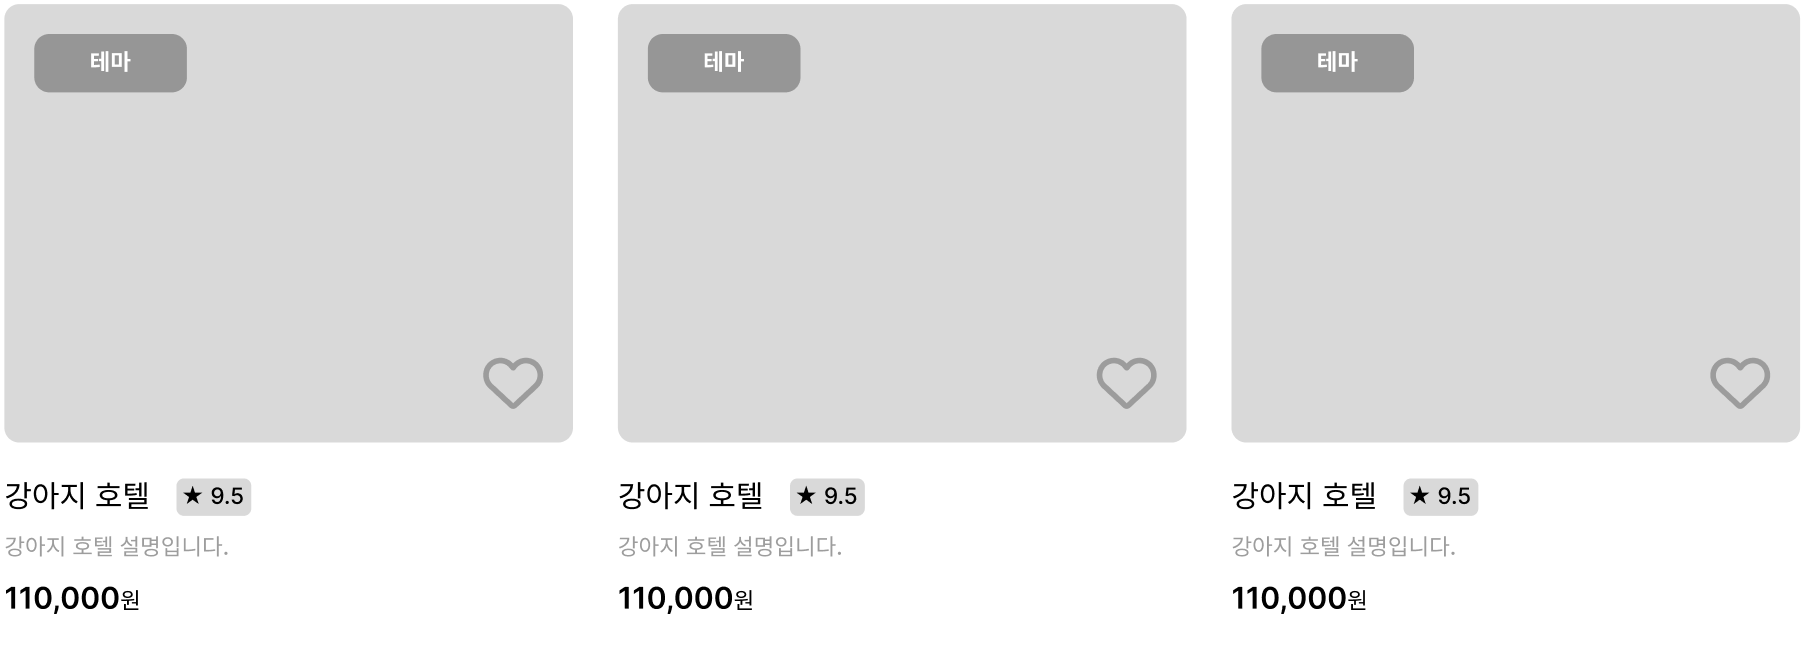 테마 테마 테마
강아지 호텔 ★ 9.5 강아지 호텔 ★ 9.5 강아지 호텔 ★ 9.5
강아지 호텔 설명입니다. 강아지 호텔 설명입니다. 강아지 호텔 설명입니다.
110,000원 110,000원 110,000원